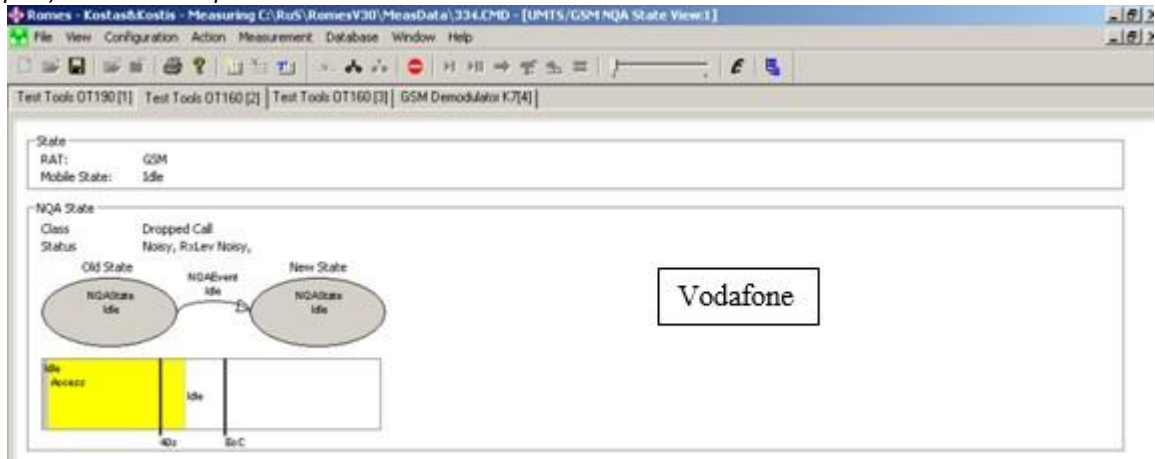 Romes - Kostas&Kostis - Measuring C:\RuS\RomesV30\MeasData\334.CMD - [UMTS/GSM NQA State View:1]
File View Configuration Action Measurement Database Window Help
Test Tools OT190 [1] Test Tools OT160 [2] Test Tools OT160 [3] GSM Demodulator K7[4]
State
RAT: GSM
Mobile State: Idle
NQA State
Class Dropped Call
Status Noisy, RxLev Noisy,
Old State NQAEvent New State
Idle
NQAState NQAState
Idle Idle
Vodafone
Idle
Access
Idle
40s EoC